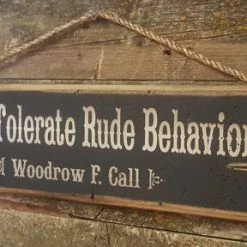 Tolerate Rude Behavior
Woodrow F. Call